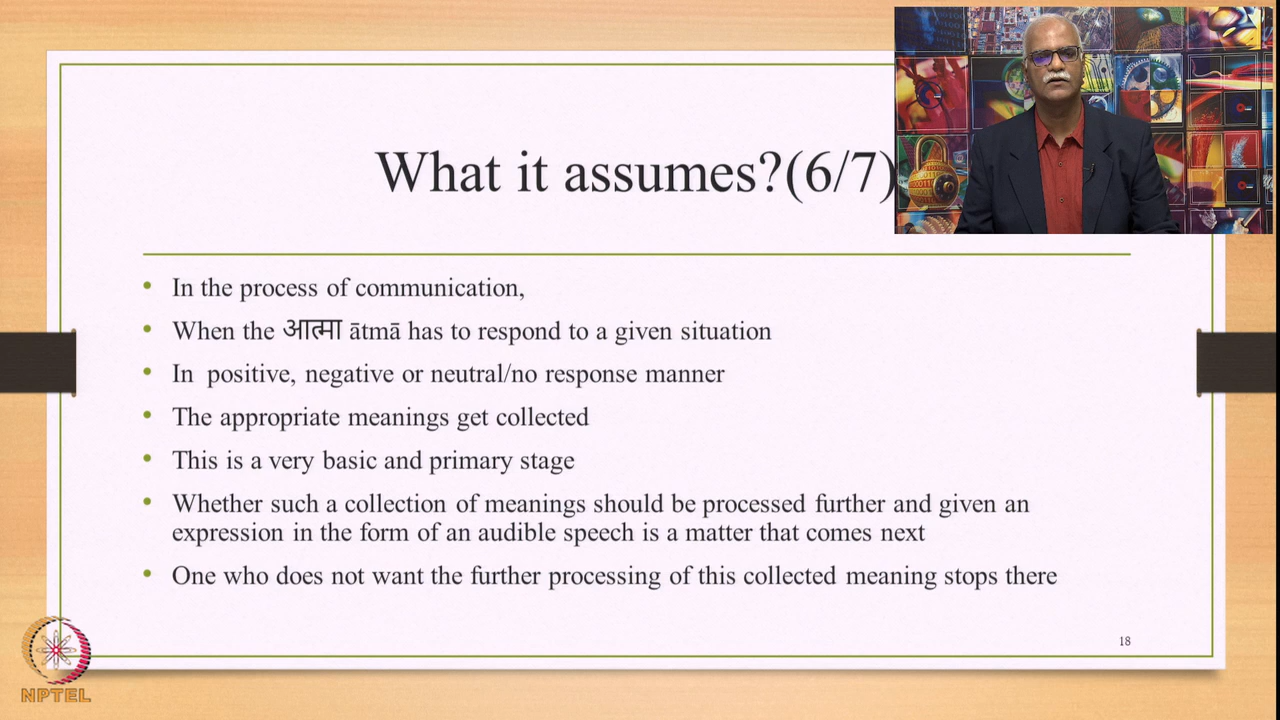 What it assumes?(6/7)
• In the process of communication,
• When the आत्मा ātmā has to respond to a given situation
• In positive, negative or neutral/no response manner
• The appropriate meanings get collected
• This is a very basic and primary stage
• Whether such a collection of meanings should be processed further and given an
expression in the form of an audible speech is a matter that comes next
• One who does not want the further processing of this collected meaning stops there
18
NPTEL